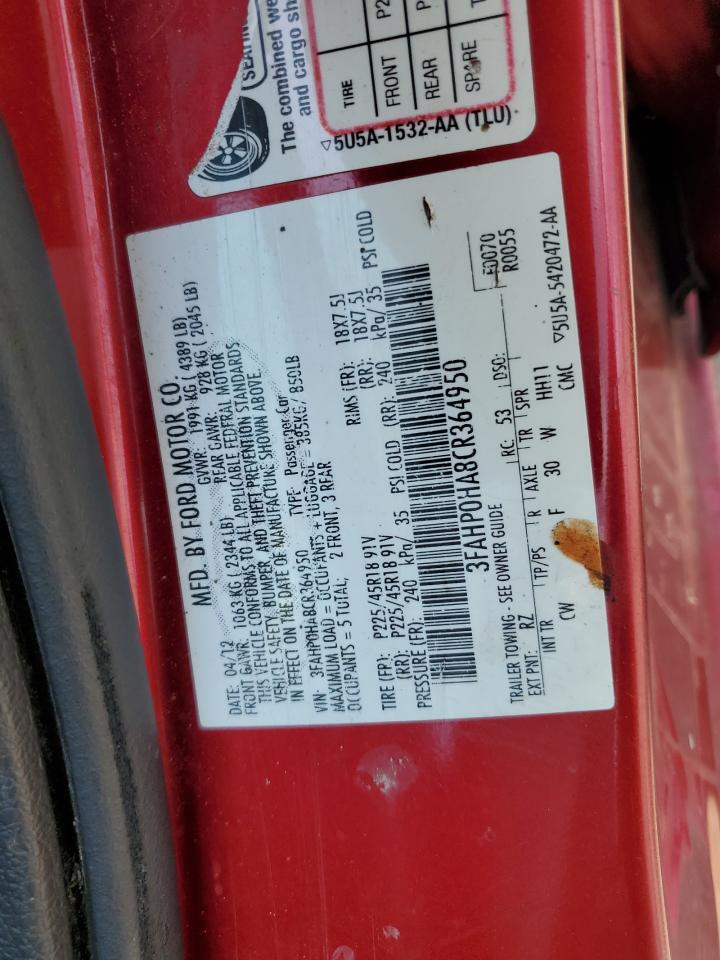 SEATING
The combined we
and cargo sh
TIRE
FRONT P2
REAR P
SPARE T
5U5A-1532-AA (TLU)
MFD. BY FORD MOTOR CO.
DATE: 04/12 GVWR: 1991 KG ( 4389 LB)
FRONT GAWR: 1063 KG ( 2344 LB) REAR GAWR: 928 KG ( 2045 LB)
THIS VEHICLE CONFORMS TO ALL APPLICABLE FEDERAL MOTOR
VEHICLE SAFETY, BUMPER, AND THEFT PREVENTION STANDARDS
IN EFFECT ON THE DATE OF MANUFACTURE SHOWN ABOVE
VIN: 3FAHP0HA8CR364950 TYPE: Passenger Car
MAXIMUM LOAD = OCCUPANTS + LUGGAGE = 385KG/ 850LB
OCCUPANTS = 5 TOTAL; 2 FRONT, 3 REAR
TIRE (FP): P225/45R18 91V RIMS (FR): 18X7.5J
(RR): P225/45R18 91V (RR): 18X7.5J
PRESSURE (FR): 240 kPa/ 35 PSI COLD (RR): 240 kPa/ 35 PSI COLD
3FAHP0HA8CR364950
TRAILER TOWING - SEE OWNER GUIDE F0070
EXT PNT: RZ RC: 53 DSO: R0055
INT TR TP/PS R AXLE TR SPR
CW F 30 W HH11
CMC 5U5A-5420472-AA